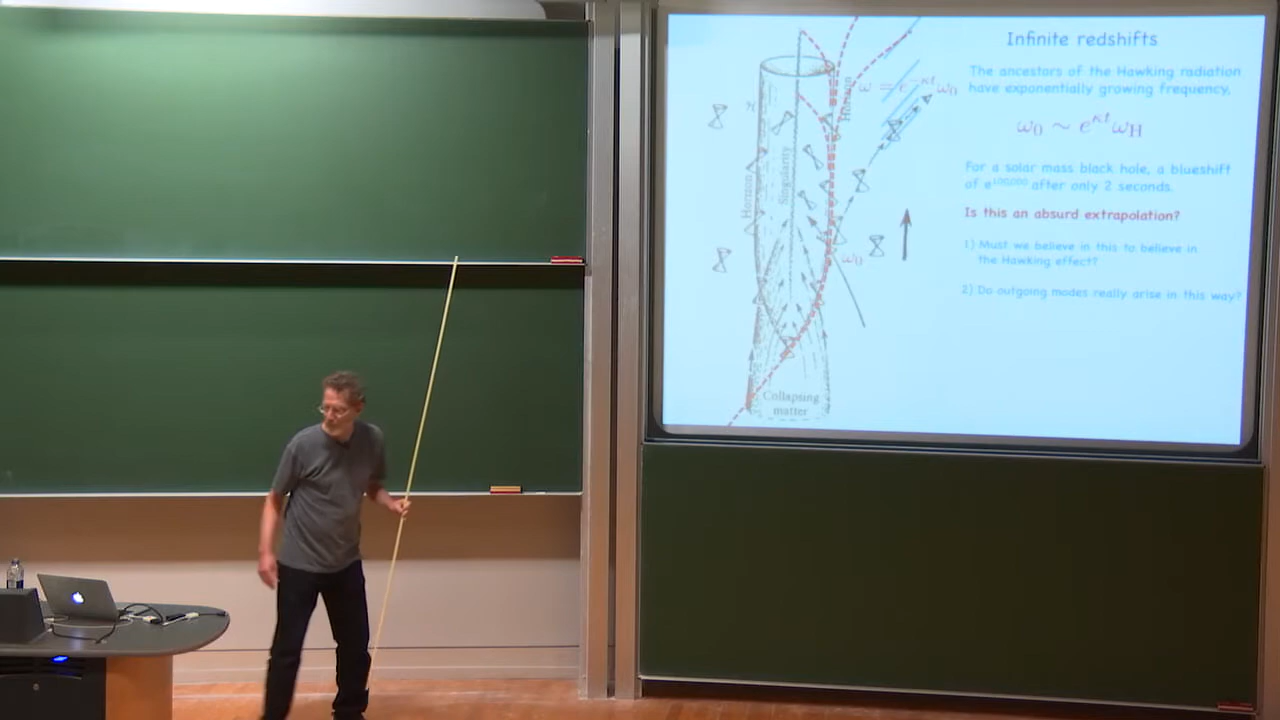 Infinite redshifts
The ancestors of the Hawking radiation
have exponentially growing frequency,
ω₀ ~ e^{κt}ω_H
For a solar mass black hole, a blueshift
of e^{100,000} after only 2 seconds.
Is this an absurd extrapolation?
1) Must we believe in this to believe in
the Hawking effect?
2) Do outgoing modes really arise in this way?
ω = e^{-κt}ω₀
Horizon
Horizon
Singularity
ω₀
Collapsing
matter